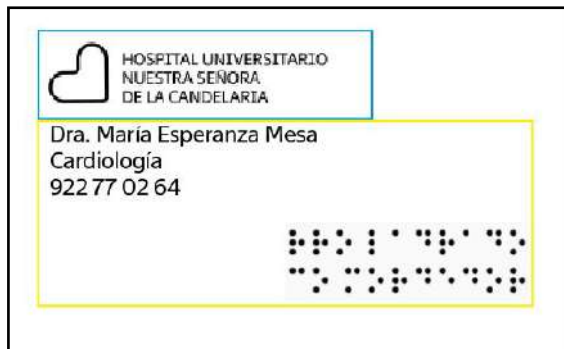 HOSPITAL UNIVERSITARIO
NUESTRA SEÑORA
DE LA CANDELARIA
Dra. María Esperanza Mesa
Cardiología
922 77 02 64